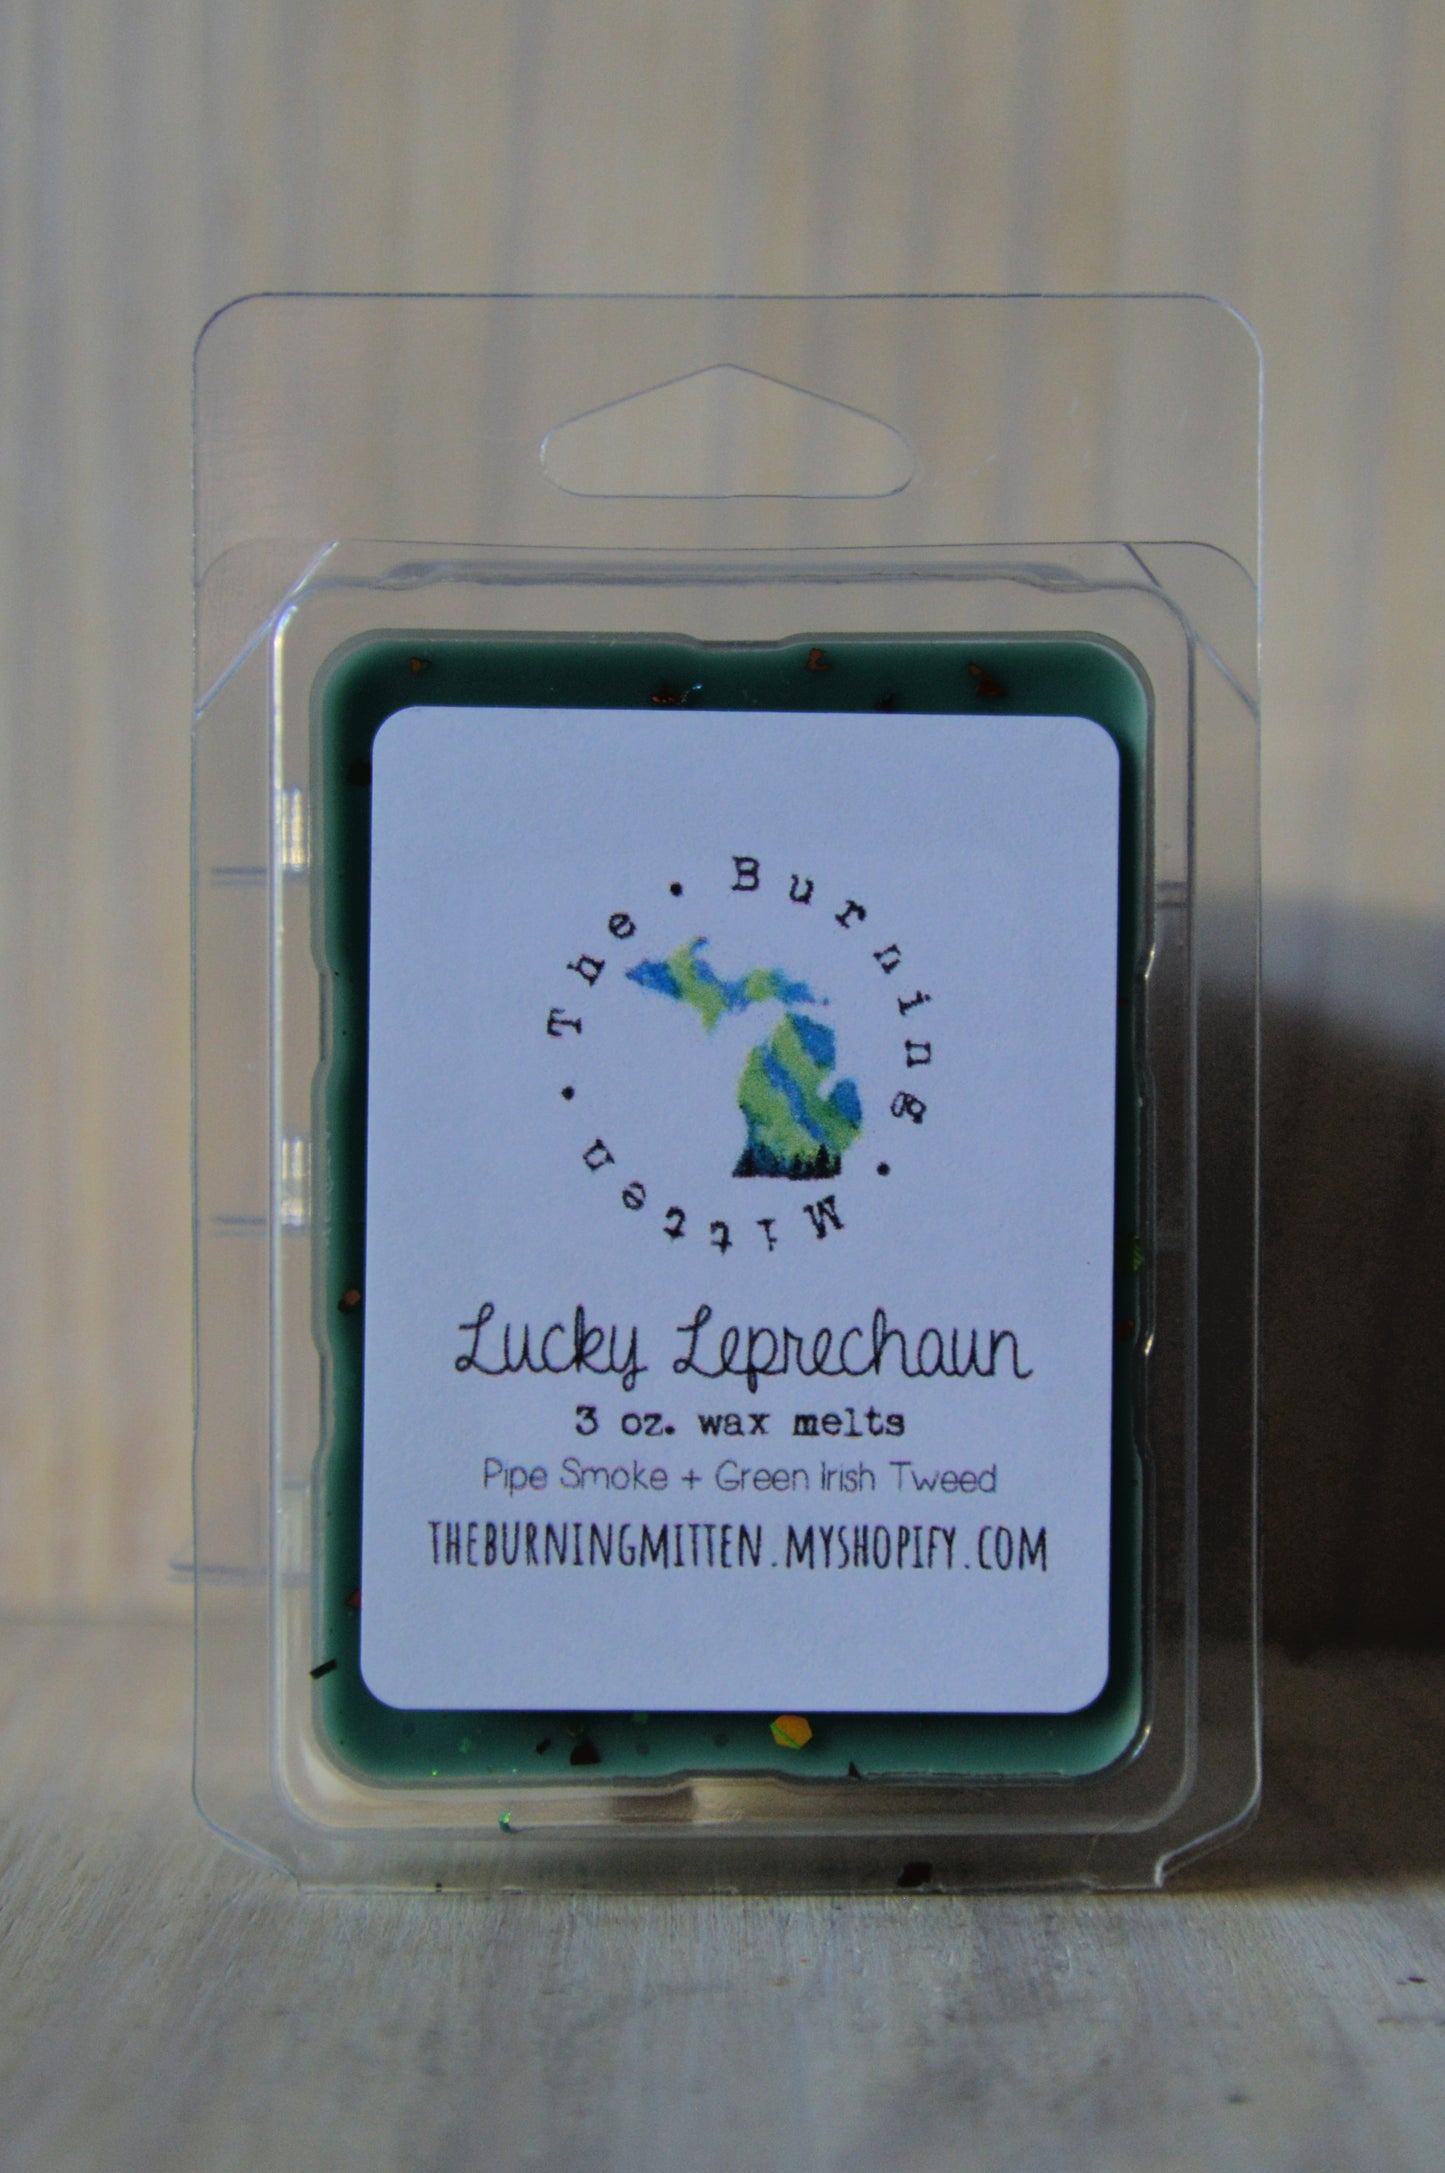 The • Burning • Mitten •
Lucky Leprechaun
3 oz. wax melts
Pipe Smoke + Green Irish Tweed
THEBURNINGMITTEN.MYSHOPIFY.COM